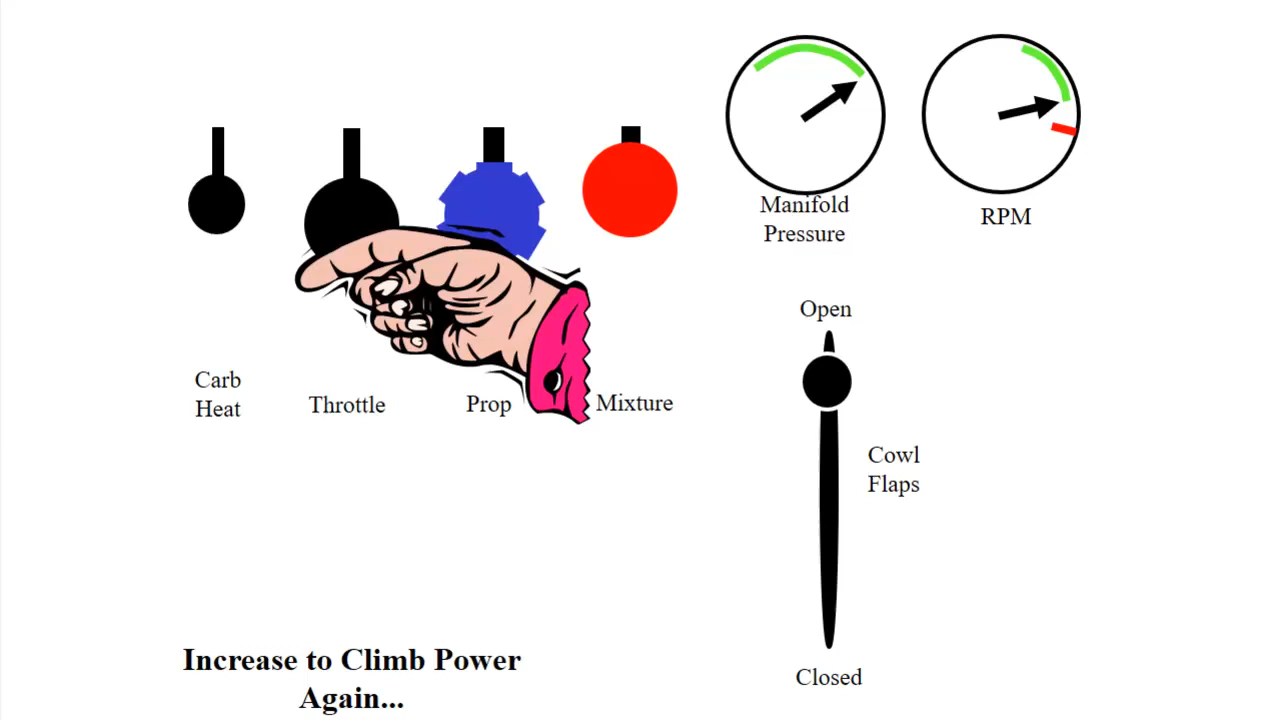 Manifold
Pressure
RPM
Open
Carb
Heat
Throttle
Prop
Mixture
Cowl
Flaps
Increase to Climb Power
Again...
Closed